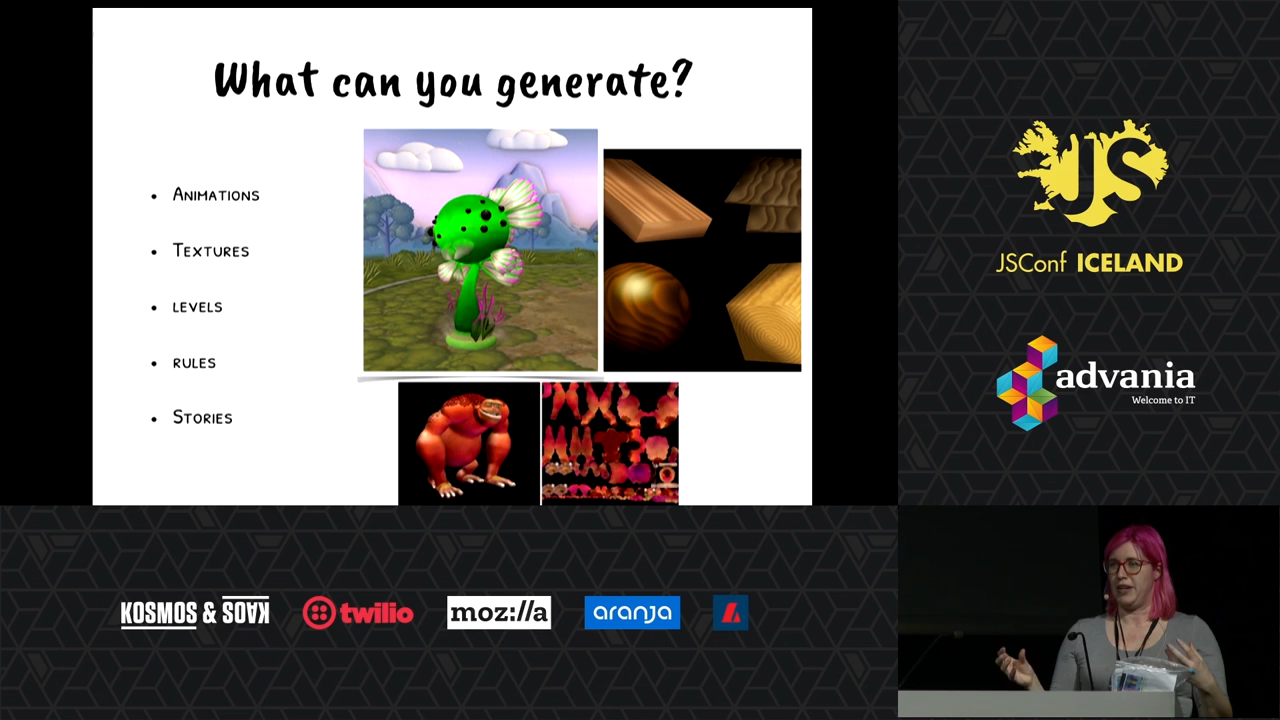 What can you generate?
• Animations
• Textures
• levels
• rules
• Stories
JS
JSConf ICELAND
advania
Welcome to IT
KOSMOS & KAOS
twilio
moz://a
aranja